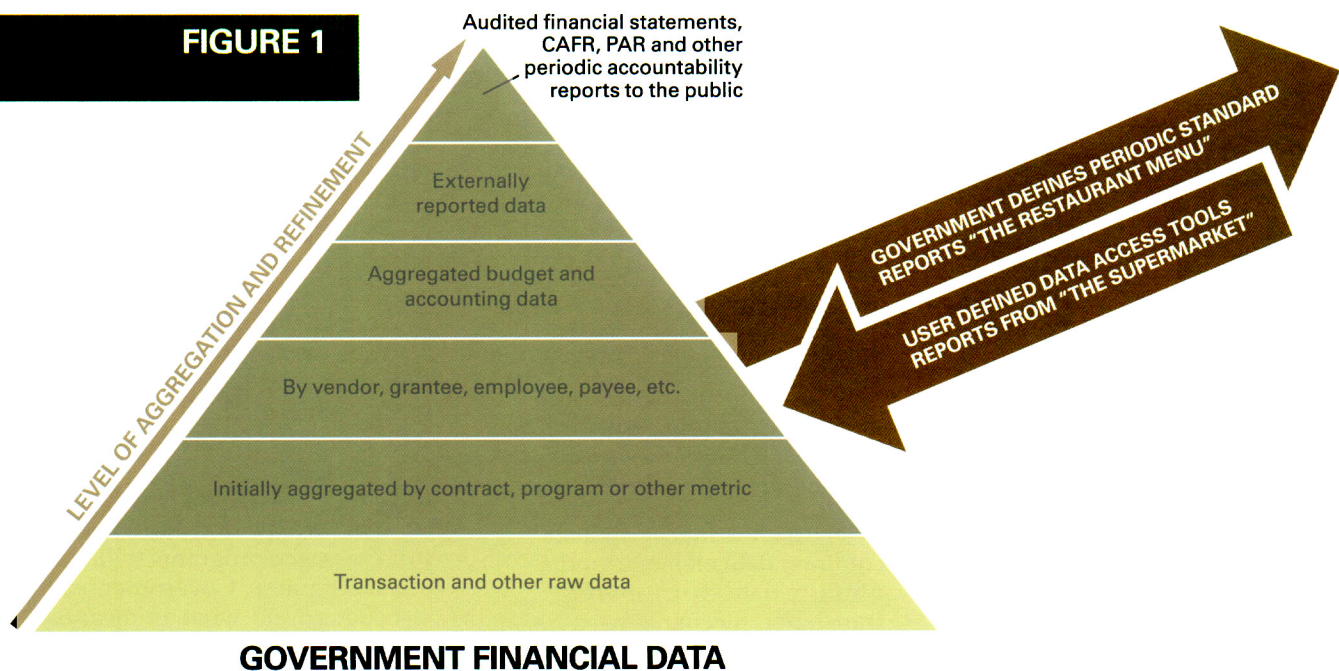 FIGURE 1
Audited financial statements,
CAFR, PAR and other
periodic accountability
reports to the public
LEVEL OF AGGREGATION AND REFINEMENT
Externally
reported data
Aggregated budget and
accounting data
By vendor, grantee, employee, payee, etc.
Initially aggregated by contract, program or other metric
Transaction and other raw data
GOVERNMENT FINANCIAL DATA
GOVERNMENT DEFINES PERIODIC STANDARD
REPORTS "THE RESTAURANT MENU"
USER DEFINED DATA ACCESS TOOLS
REPORTS FROM "THE SUPERMARKET"